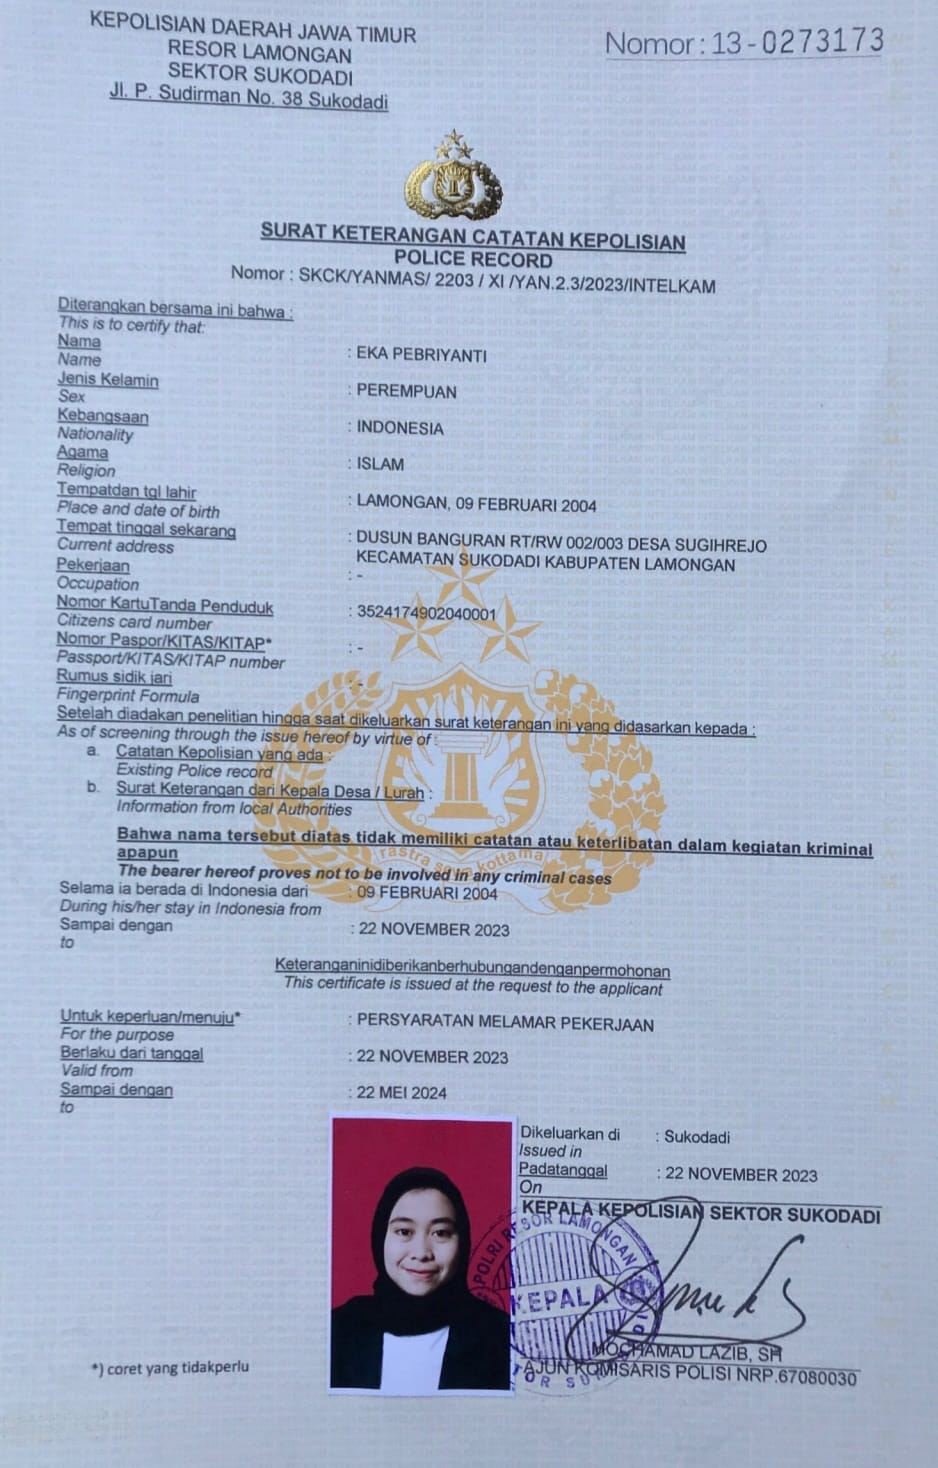 KEPOLISIAN DAERAH JAWA TIMUR
RESOR LAMONGAN
SEKTOR SUKODADI
Jl. P. Sudirman No. 38 Sukodadi
Nomor : 13-0273173
SURAT KETERANGAN CATATAN KEPOLISIAN
POLICE RECORD
Nomor : SKCK/YANMAS/ 2203 / XI /YAN.2.3/2023/INTELKAM
Diterangkan bersama ini bahwa :
This is to certify that:
Nama : EKA PEBRIYANTI
Name
Jenis Kelamin : PEREMPUAN
Sex
Kebangsaan : INDONESIA
Nationality
Agama : ISLAM
Religion
Tempatdan tgl lahir : LAMONGAN, 09 FEBRUARI 2004
Place and date of birth
Tempat tinggal sekarang : DUSUN BANGURAN RT/RW 002/003 DESA SUGIHREJO
Current address KECAMATAN SUKODADI KABUPATEN LAMONGAN
Pekerjaan : -
Occupation
Nomor KartuTanda Penduduk : 3524174902040001
Citizens card number
Nomor Paspor/KITAS/KITAP* : -
Passport/KITAS/KITAP number
Rumus sidik jari : -
Fingerprint Formula
Setelah diadakan penelitian hingga saat dikeluarkan surat keterangan ini yang didasarkan kepada :
As of screening through the issue hereof by virtue of :
a. Catatan Kepolisian yang ada :
Existing Police record
b. Surat Keterangan dari Kepala Desa / Lurah :
Information from local Authorities
Bahwa nama tersebut diatas tidak memiliki catatan atau keterlibatan dalam kegiatan kriminal
apapun
rastra sewa kottama
The bearer hereof proves not to be involved in any criminal cases
Selama ia berada di Indonesia dari : 09 FEBRUARI 2004
During his/her stay in Indonesia from
Sampai dengan : 22 NOVEMBER 2023
to
Keteranganinidiberikanberhubungandenganpermohonan
This certificate is issued at the request to the applicant
Untuk keperluan/menuju* : PERSYARATAN MELAMAR PEKERJAAN
For the purpose
Berlaku dari tanggal : 22 NOVEMBER 2023
Valid from
Sampai dengan : 22 MEI 2024
to
Dikeluarkan di : Sukodadi
Issued in
Padatanggal : 22 NOVEMBER 2023
On
KEPALA KEPOLISIAN SEKTOR SUKODADI
POLRI RESOR LAMONGAN
KEPALA
MOCHAMAD LAZIB, SH
AJUN KOMISARIS POLISI NRP.67080030
*) coret yang tidakperlu